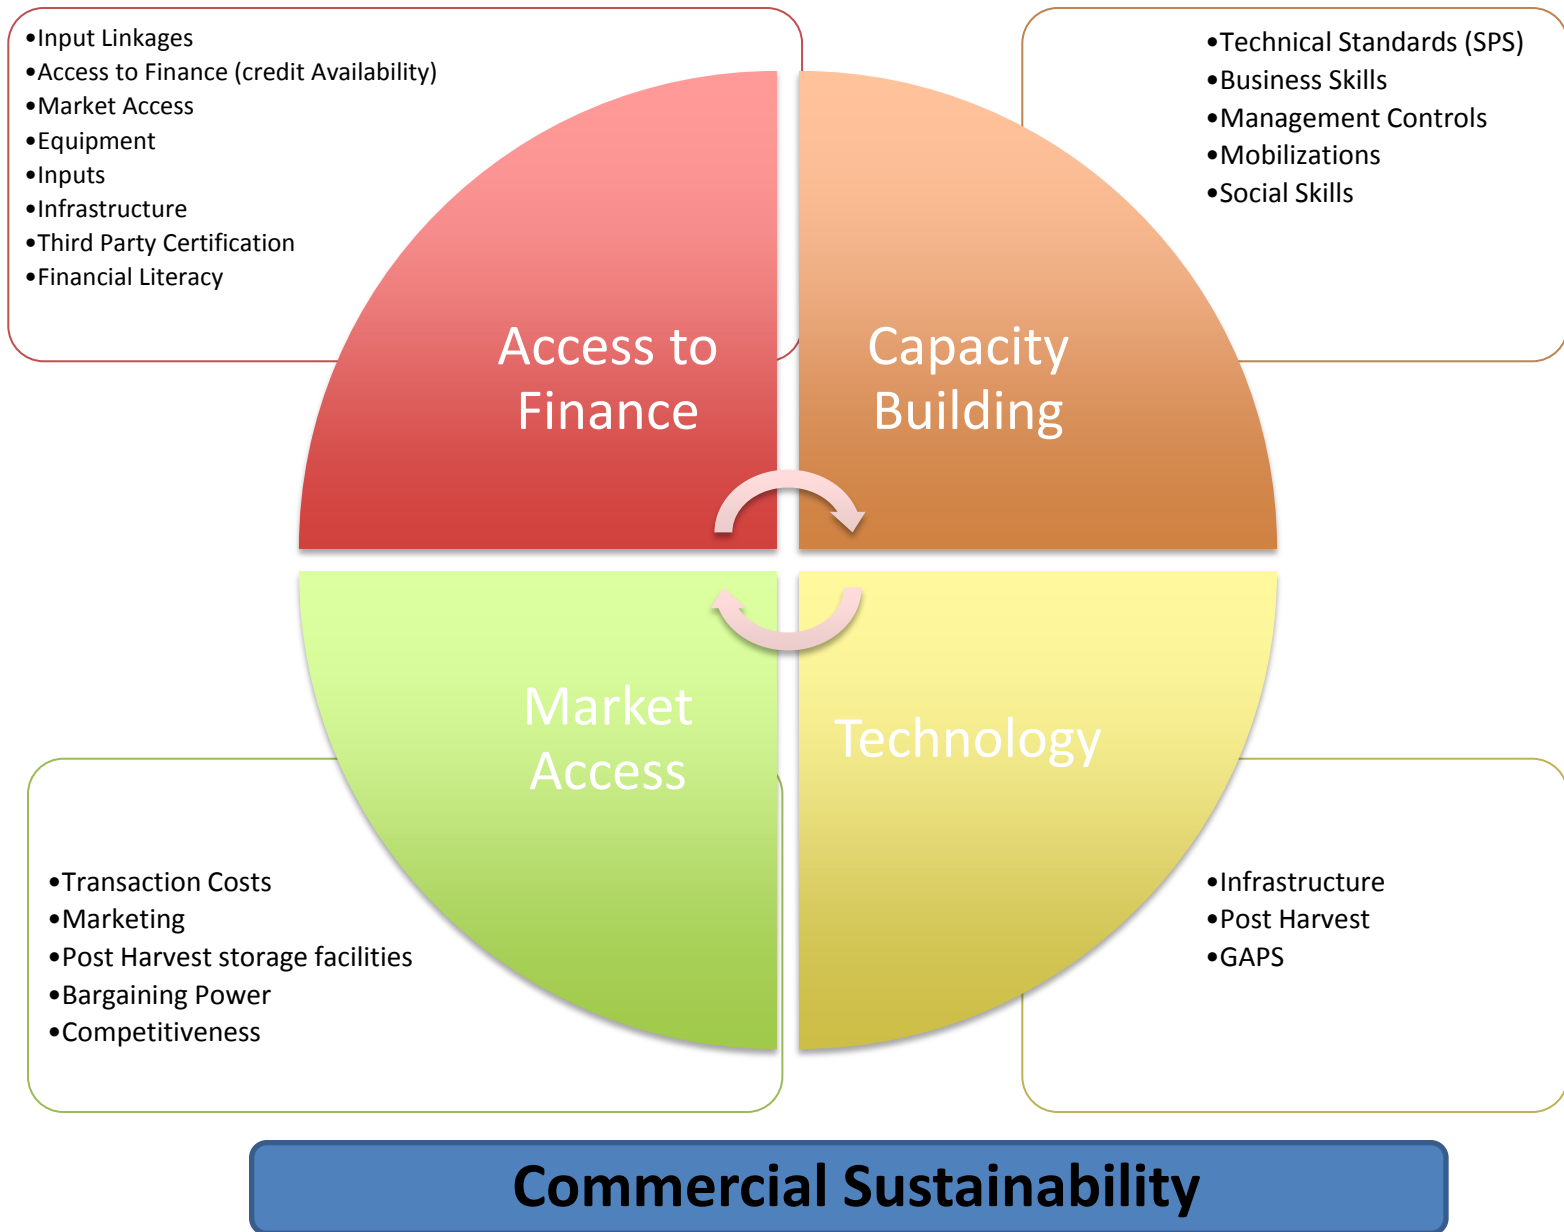 •Input Linkages
•Access to Finance (credit Availability)
•Market Access
•Equipment
•Inputs
•Infrastructure
•Third Party Certification
•Financial Literacy
•Technical Standards (SPS)
•Business Skills
•Management Controls
•Mobilizations
•Social Skills
Access to
Finance
Capacity
Building
Market
Access
Technology
•Transaction Costs
•Marketing
•Post Harvest storage facilities
•Bargaining Power
•Competitiveness
•Infrastructure
•Post Harvest
•GAPS
Commercial Sustainability